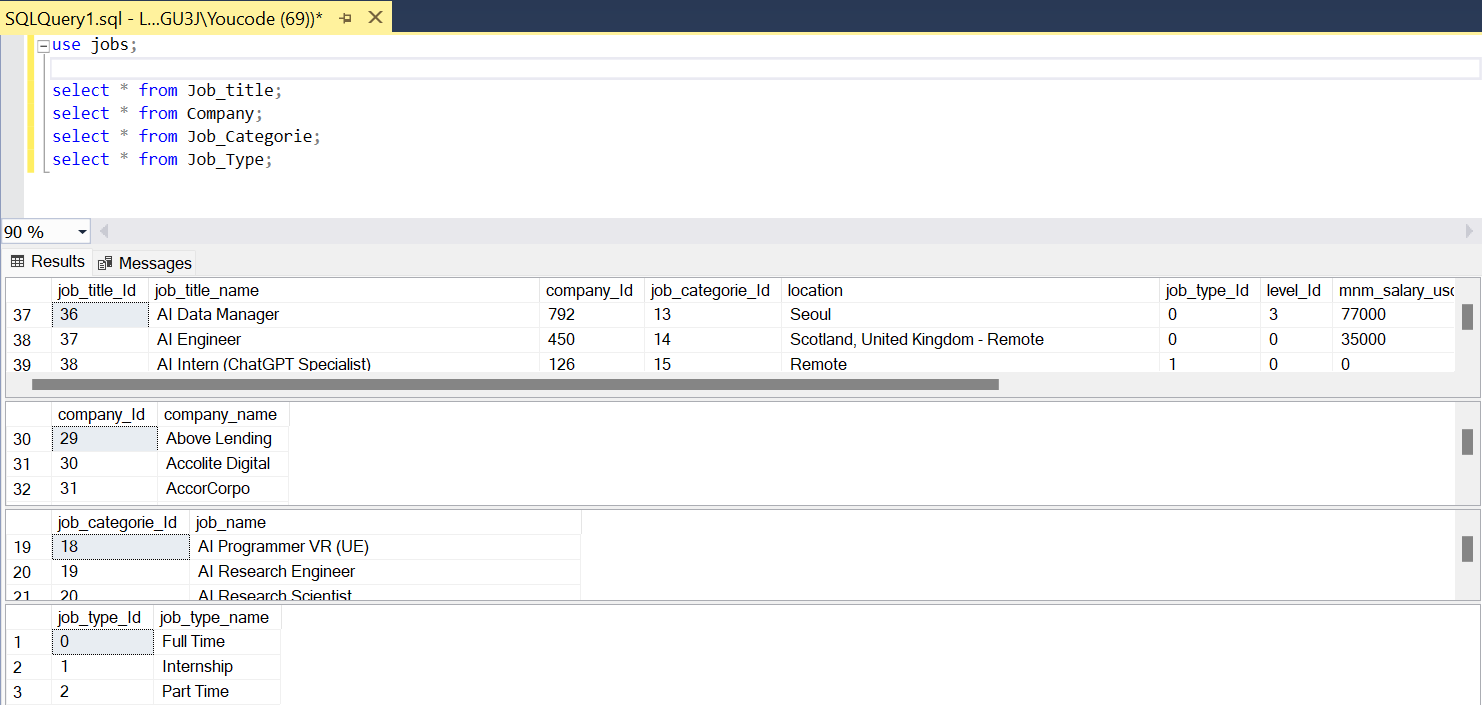 SQLQuery1.sql - L...GU3J\Youcode (69))*
use jobs;
select * from Job_title;
select * from Company;
select * from Job_Categorie;
select * from Job_Type;
90 %
Results Messages
job_title_Id job_title_name company_Id job_categorie_Id location job_type_Id level_Id mnm_salary_usd
37 36 AI Data Manager 792 13 Seoul 0 3 77000
38 37 AI Engineer 450 14 Scotland, United Kingdom - Remote 0 0 35000
39 38 AI Intern (ChatGPT Specialist) 126 15 Remote 1 0 0
company_Id company_name
30 29 Above Lending
31 30 Accolite Digital
32 31 AccorCorpo
job_categorie_Id job_name
19 18 AI Programmer VR (UE)
20 19 AI Research Engineer
21 20 AI Research Scientist
job_type_Id job_type_name
1 0 Full Time
2 1 Internship
3 2 Part Time